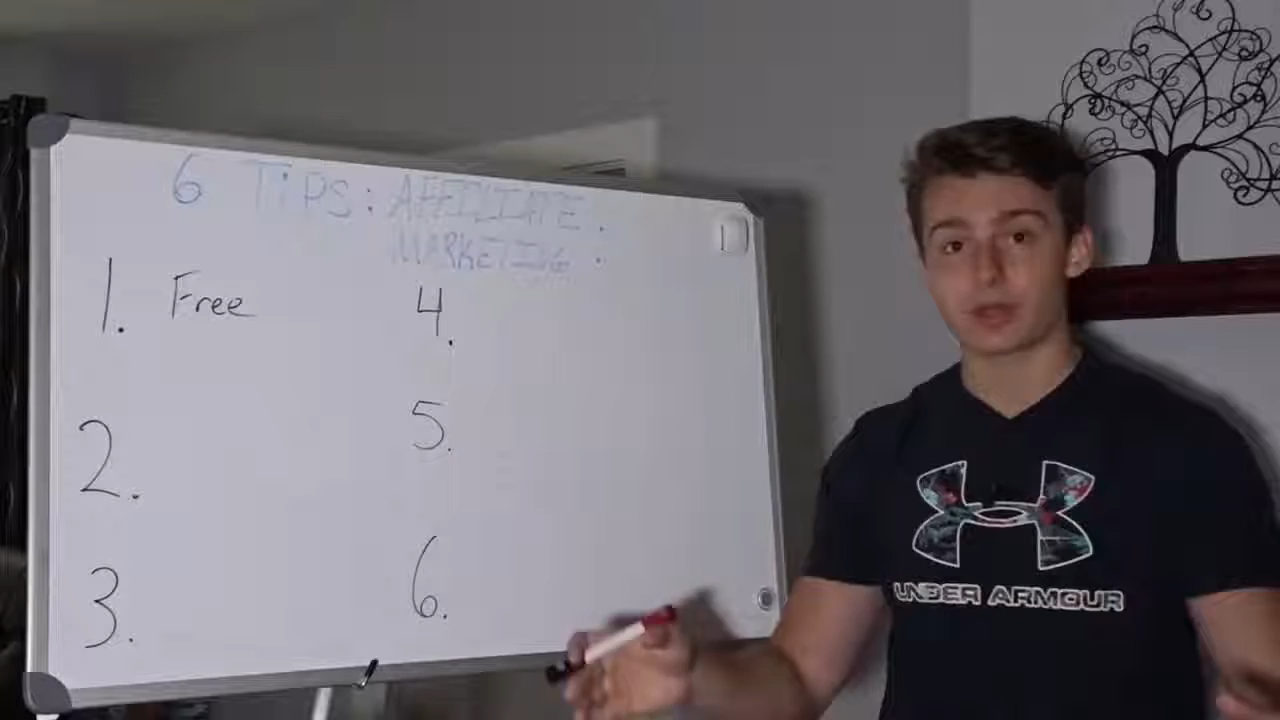 6 TiPS: AFFILIATE
MARKETING
1. Free
2.
3.
4.
5.
6.
UNDER ARMOUR